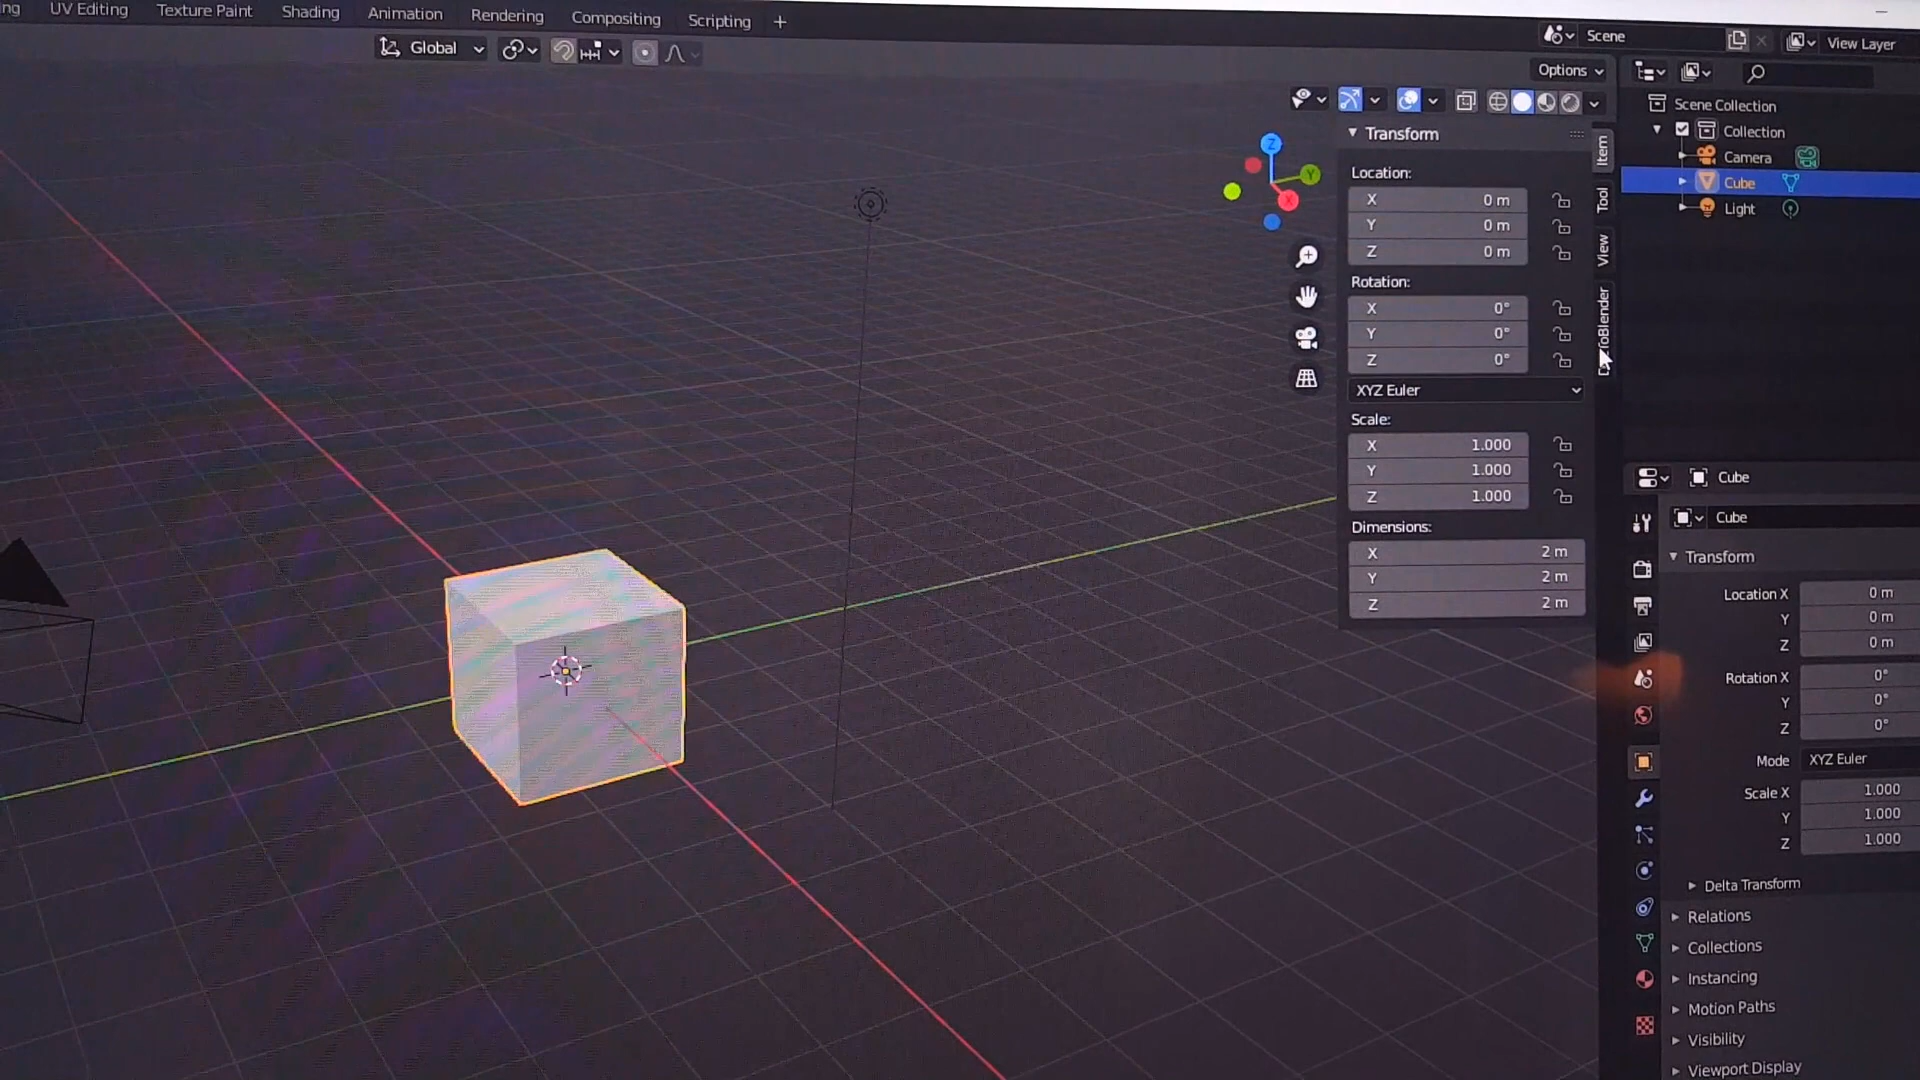 UV Editing
Texture Paint
Shading
Animation
Rendering
Compositing
Scripting
+
Scene
View Layer
Global
Options
Transform
Location:
X 0 m
Y 0 m
Z 0 m
Rotation:
X 0°
Y 0°
Z 0°
XYZ Euler
Scale:
X 1.000
Y 1.000
Z 1.000
Dimensions:
X 2 m
Y 2 m
Z 2 m
Item
Tool
View
Z
Y
X
Scene Collection
Collection
Camera
Cube
Light
Cube
Cube
Transform
Location X 0 m
Y 0 m
Z 0 m
Rotation X 0°
Y 0°
Z 0°
Mode XYZ Euler
Scale X 1.000
Y 1.000
Z 1.000
Delta Transform
Relations
Collections
Instancing
Motion Paths
Visibility
Viewport Display